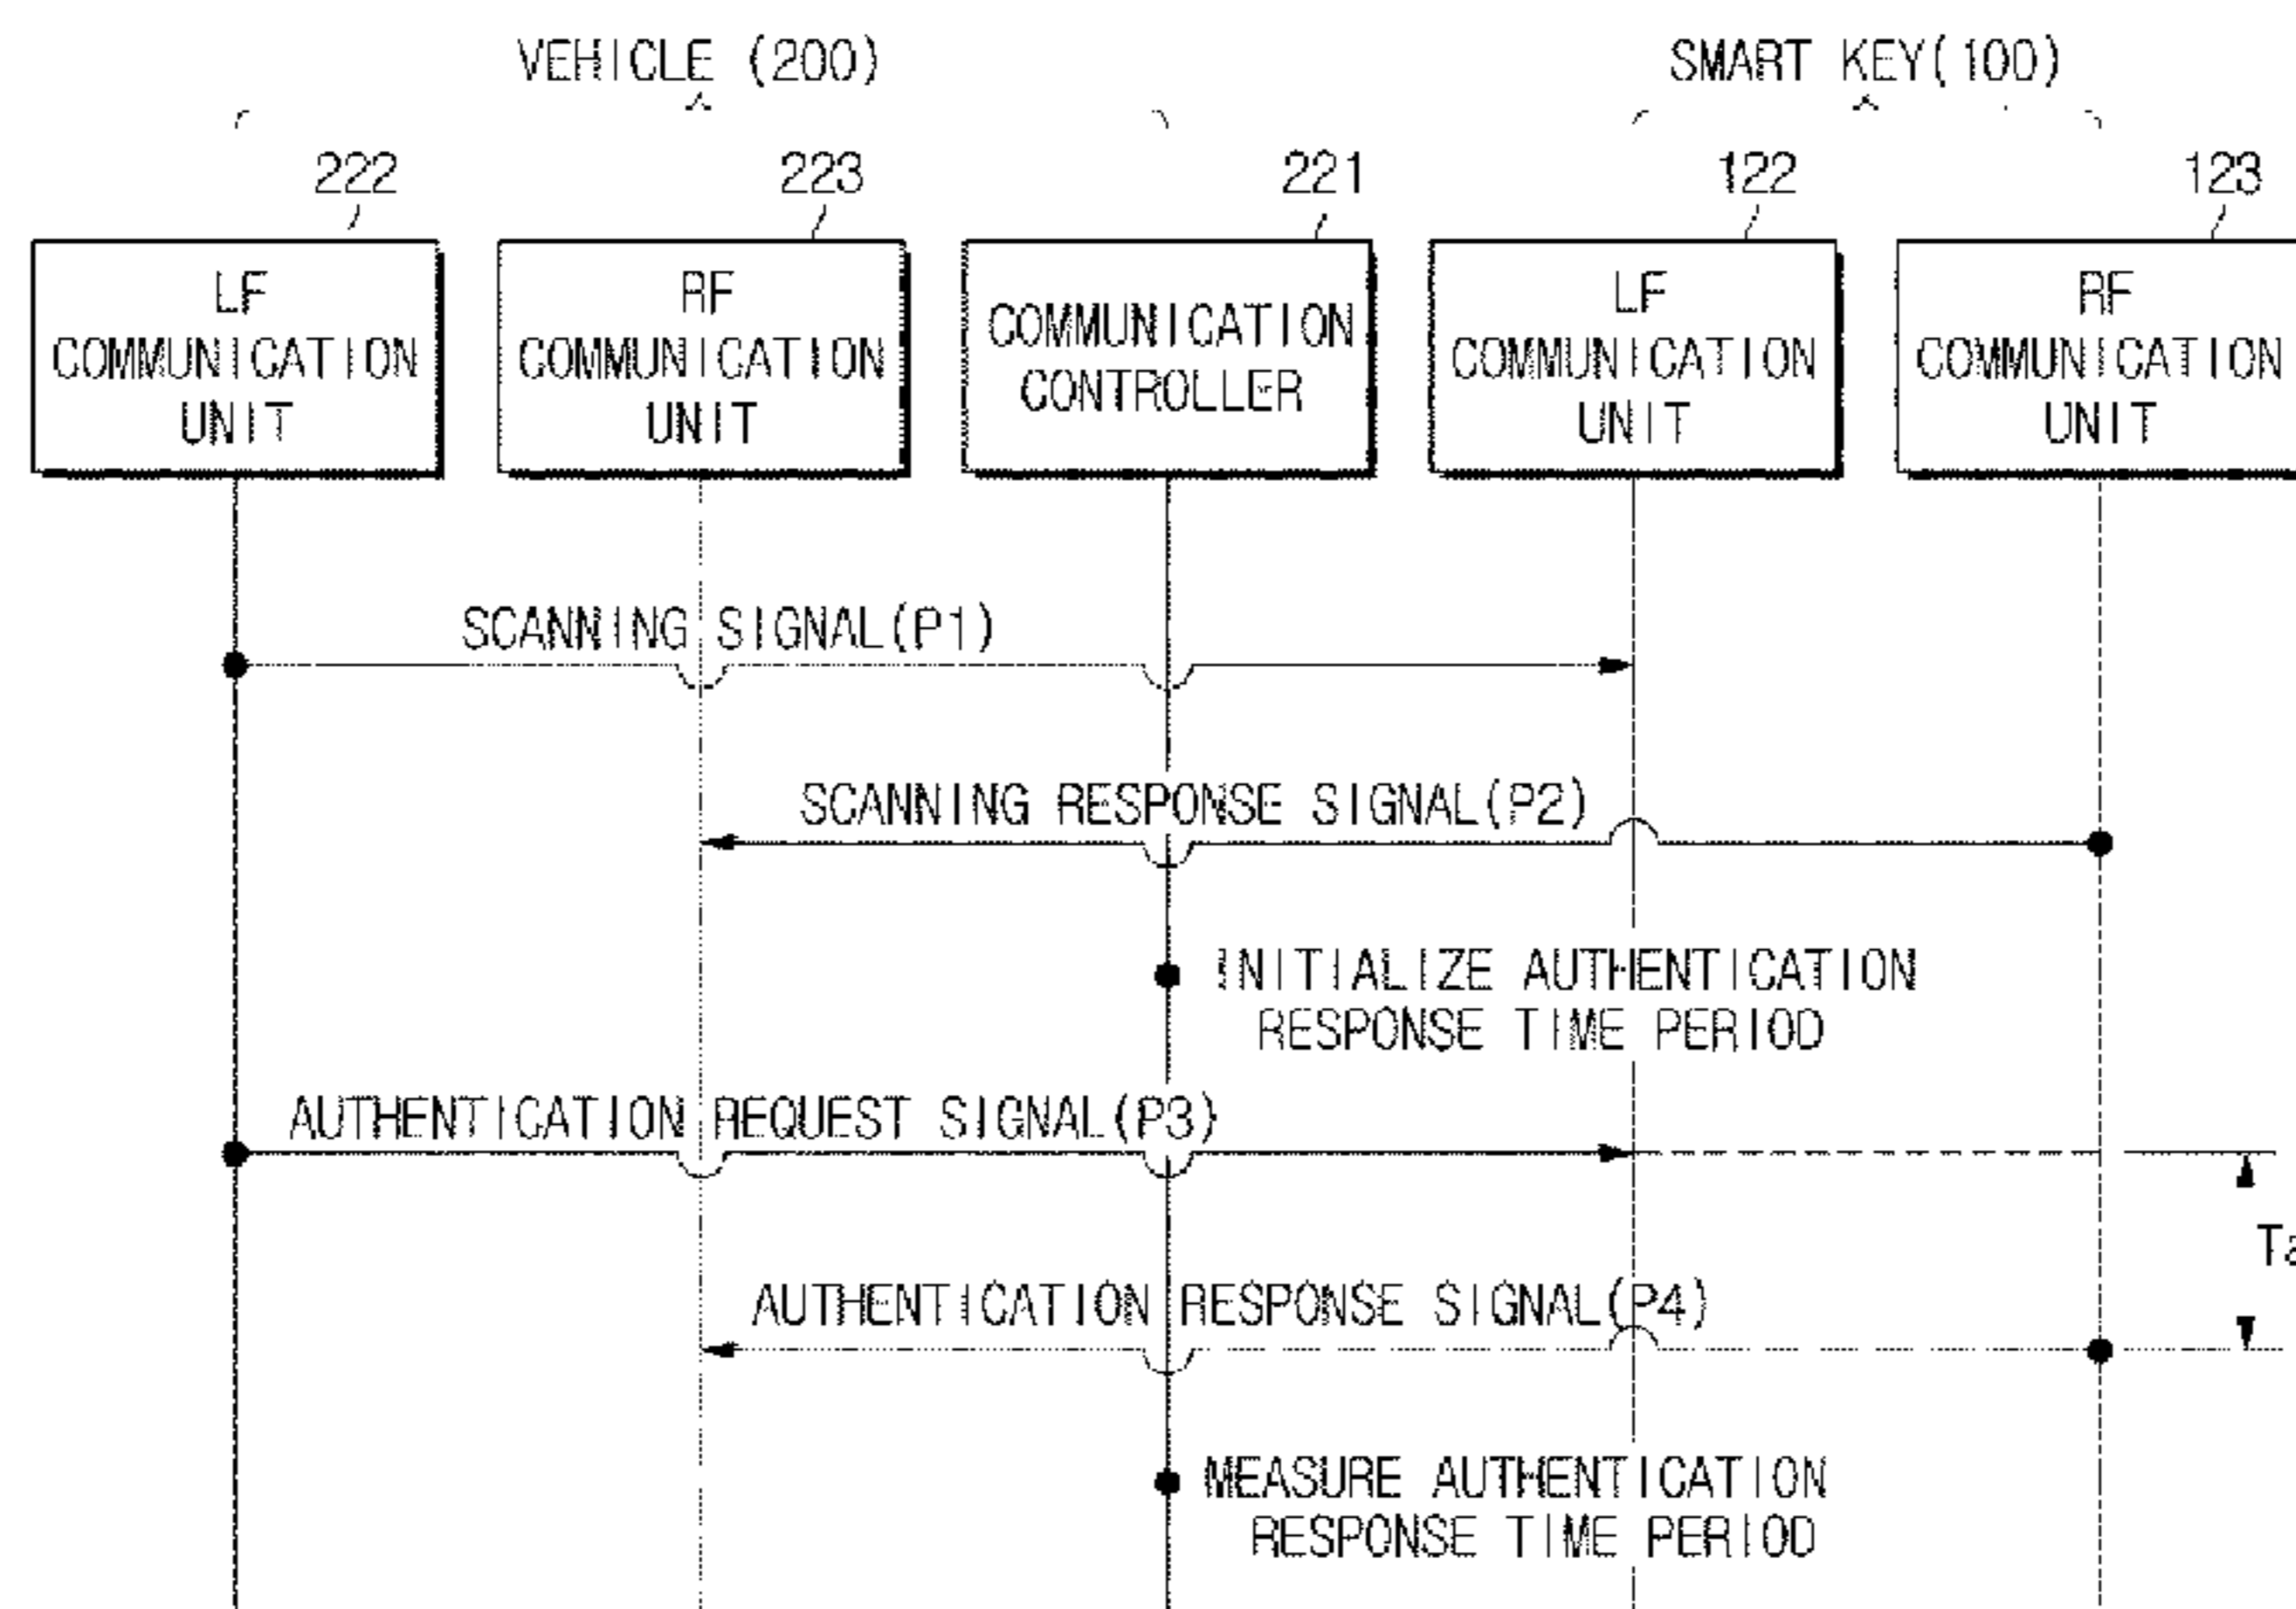 VEHICLE (200)
SMART KEY(100)
222
223
221
122
123
LF
COMMUNICATION
UNIT
RF
COMMUNICATION
UNIT
COMMUNICATION
CONTROLLER
LF
COMMUNICATION
UNIT
RF
COMMUNICATION
UNIT
SCANNING SIGNAL(P1)
SCANNING RESPONSE SIGNAL(P2)
INITIALIZE AUTHENTICATION
RESPONSE TIME PERIOD
AUTHENTICATION REQUEST SIGNAL(P3)
Ta
AUTHENTICATION RESPONSE SIGNAL(P4)
MEASURE AUTHENTICATION
RESPONSE TIME PERIOD